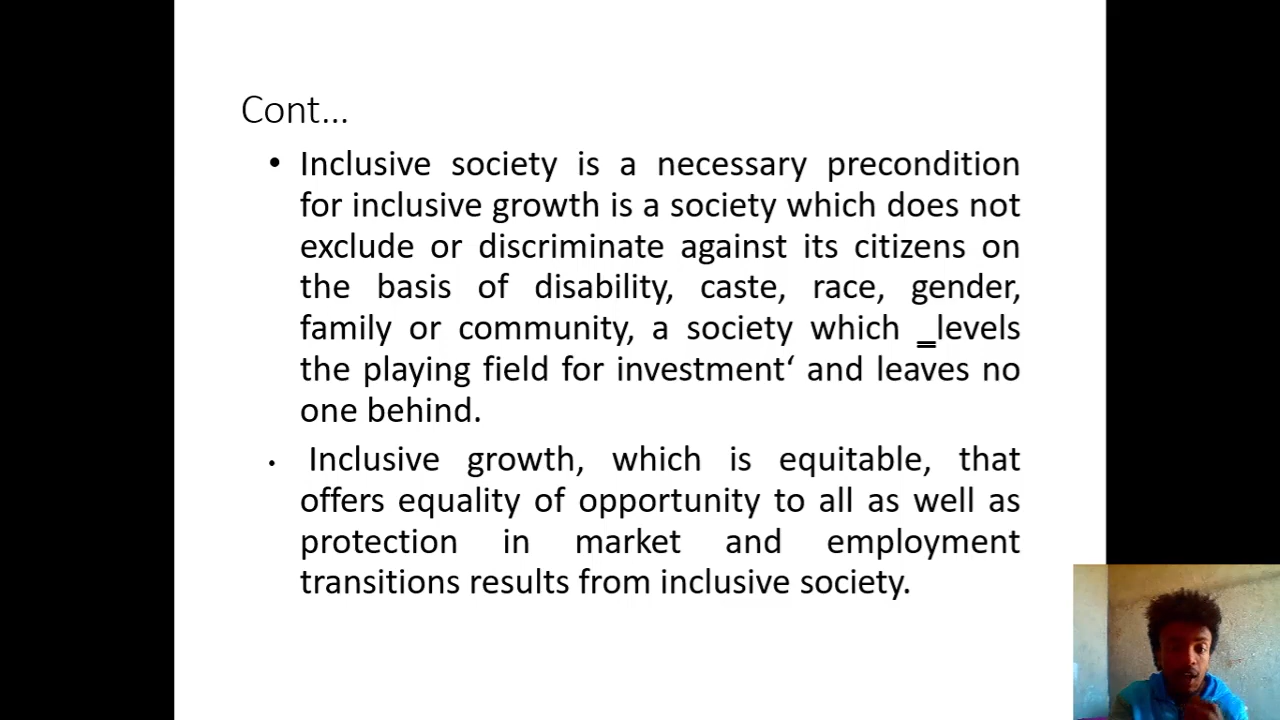 Cont...
• Inclusive society is a necessary precondition
for inclusive growth is a society which does not
exclude or discriminate against its citizens on
the basis of disability, caste, race, gender,
family or community, a society which ‗levels
the playing field for investment‘ and leaves no
one behind.
• Inclusive growth, which is equitable, that
offers equality of opportunity to all as well as
protection in market and employment
transitions results from inclusive society.